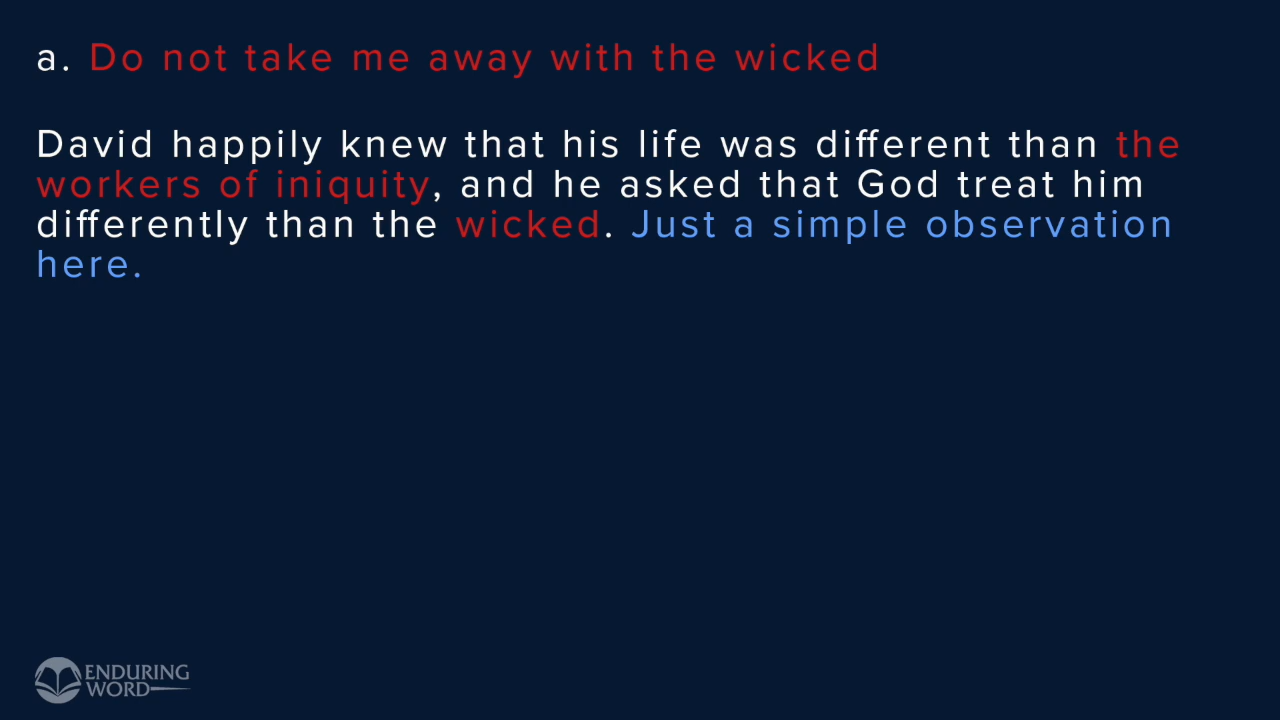 a. Do not take me away with the wicked
David happily knew that his life was different than the
workers of iniquity, and he asked that God treat him
differently than the wicked. Just a simple observation
here.
ENDURING
WORD